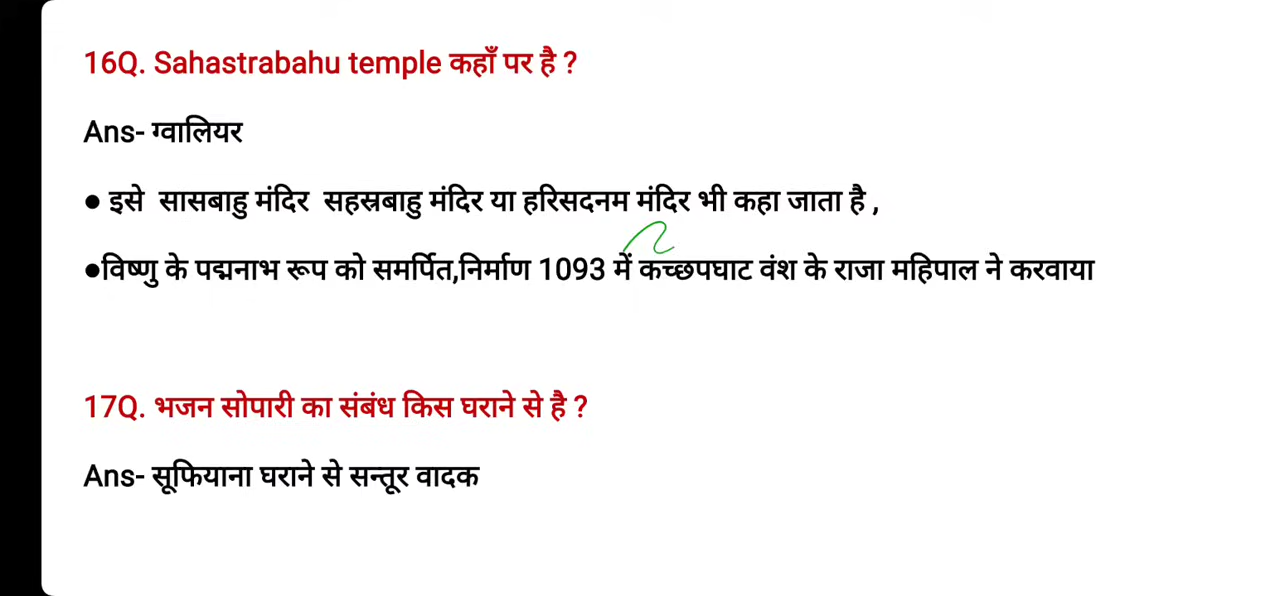 16Q. Sahastrabahu temple कहाँ पर है ?
Ans- ग्वालियर
● इसे सासबाहु मंदिर सहस्रबाहु मंदिर या हरिसदनम मंदिर भी कहा जाता है ,
●विष्णु के पद्मनाभ रूप को समर्पित,निर्माण 1093 में कच्छपघाट वंश के राजा महिपाल ने करवाया
17Q. भजन सोपारी का संबंध किस घराने से है ?
Ans- सूफियाना घराने से सन्तूर वादक